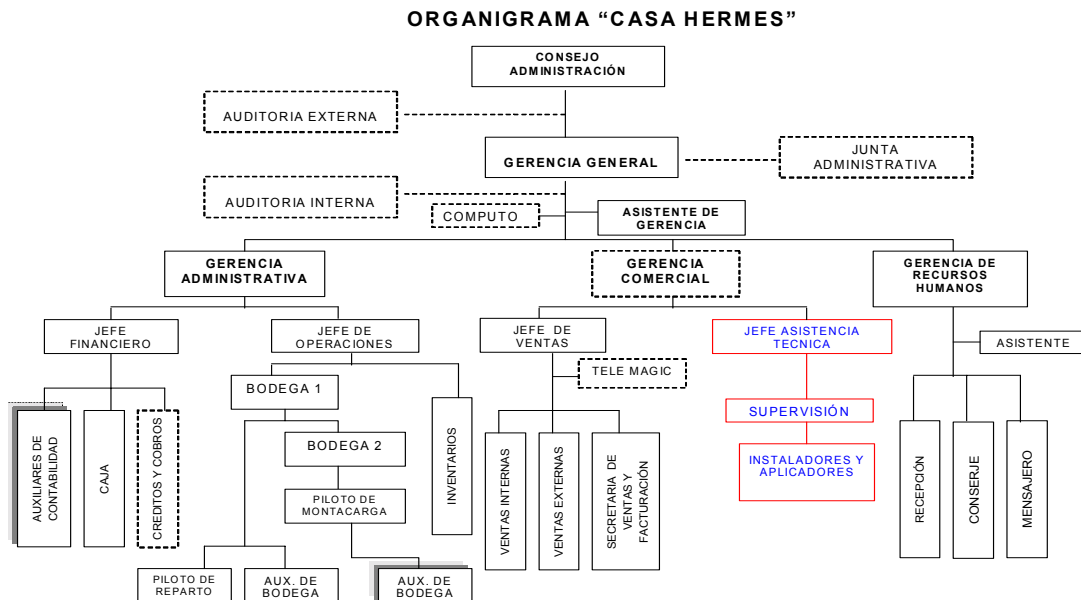 ORGANIGRAMA “CASA HERMES”
CONSEJO
ADMINISTRACIÓN
AUDITORIA EXTERNA
GERENCIA GENERAL
JUNTA
ADMINISTRATIVA
AUDITORIA INTERNA
COMPUTO
ASISTENTE DE
GERENCIA
GERENCIA
ADMINISTRATIVA
GERENCIA
COMERCIAL
GERENCIA DE
RECURSOS
HUMANOS
JEFE
FINANCIERO
JEFE DE
OPERACIONES
JEFE DE
VENTAS
JEFE ASISTENCIA
TECNICA
ASISTENTE
TELE MAGIC
BODEGA 1
SUPERVISIÓN
BODEGA 2
INSTALADORES Y
APLICADORES
AUXILIARES DE
CONTABILIDAD
CAJA
CREDITOS Y COBROS
INVENTARIOS
VENTAS INTERNAS
VENTAS EXTERNAS
SECRETARIA DE
VENTAS Y
FACTURACIÓN
RECEPCIÓN
CONSERJE
MENSAJERO
PILOTO DE
MONTACARGA
PILOTO DE
REPARTO
AUX. DE
BODEGA
AUX. DE
BODEGA